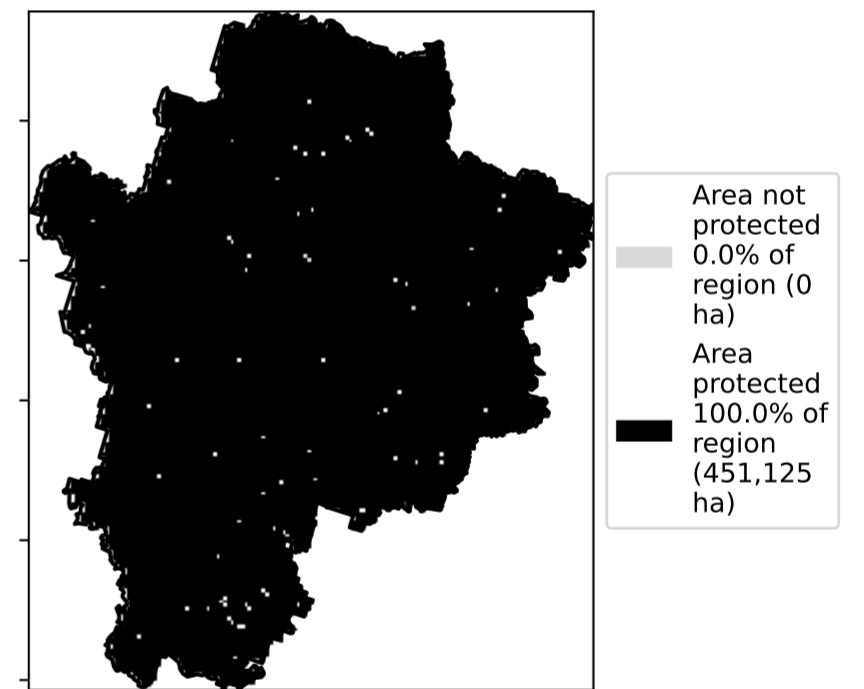 Area not
protected
0.0% of
region (0
ha)
Area
protected
100.0% of
region
(451,125
ha)